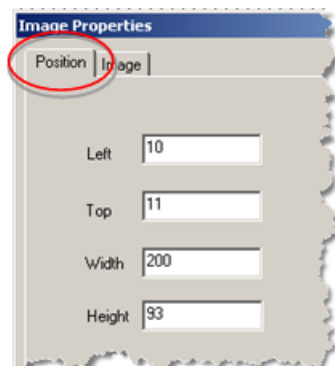 Image Properties
Position Image
Left 10
Top 11
Width 200
Height 93